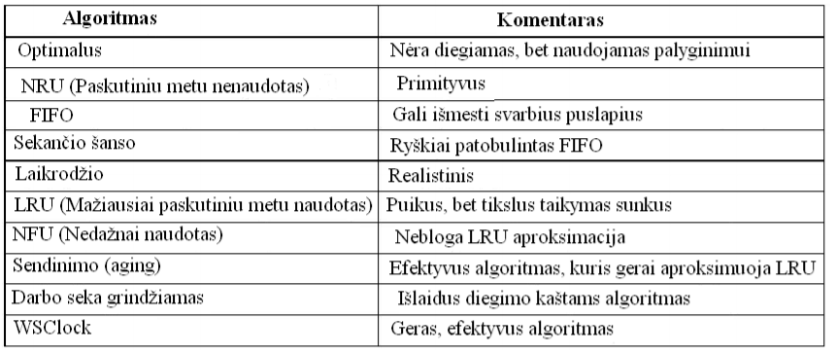 Algoritmas Komentaras
Optimalus Nėra diegiamas, bet naudojamas palyginimui
NRU (Paskutiniu metu nenaudotas) Primityvus
FIFO Gali išmesti svarbius puslapius
Sekančio šanso Ryškiai patobulintas FIFO
Laikrodžio Realistinis
LRU (Mažiausiai paskutiniu metu naudotas) Puikus, bet tikslus taikymas sunkus
NFU (Nedažnai naudotas) Nebloga LRU aproksimacija
Sendinimo (aging) Efektyvus algoritmas, kuris gerai aproksimuoja LRU
Darbo seka grindžiamas Išlaidus diegimo kaštams algoritmas
WSClock Geras, efektyvus algoritmas